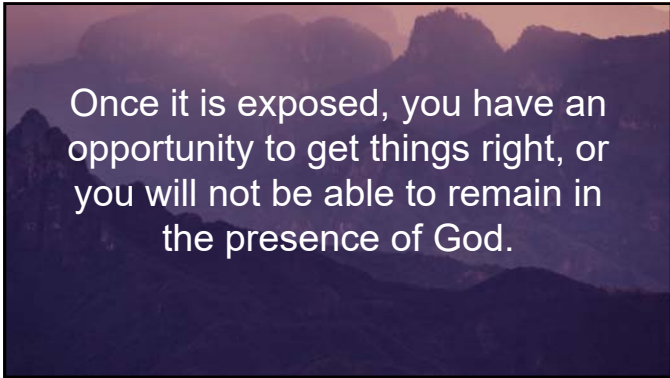 Once it is exposed, you have an
opportunity to get things right, or
you will not be able to remain in
the presence of God.